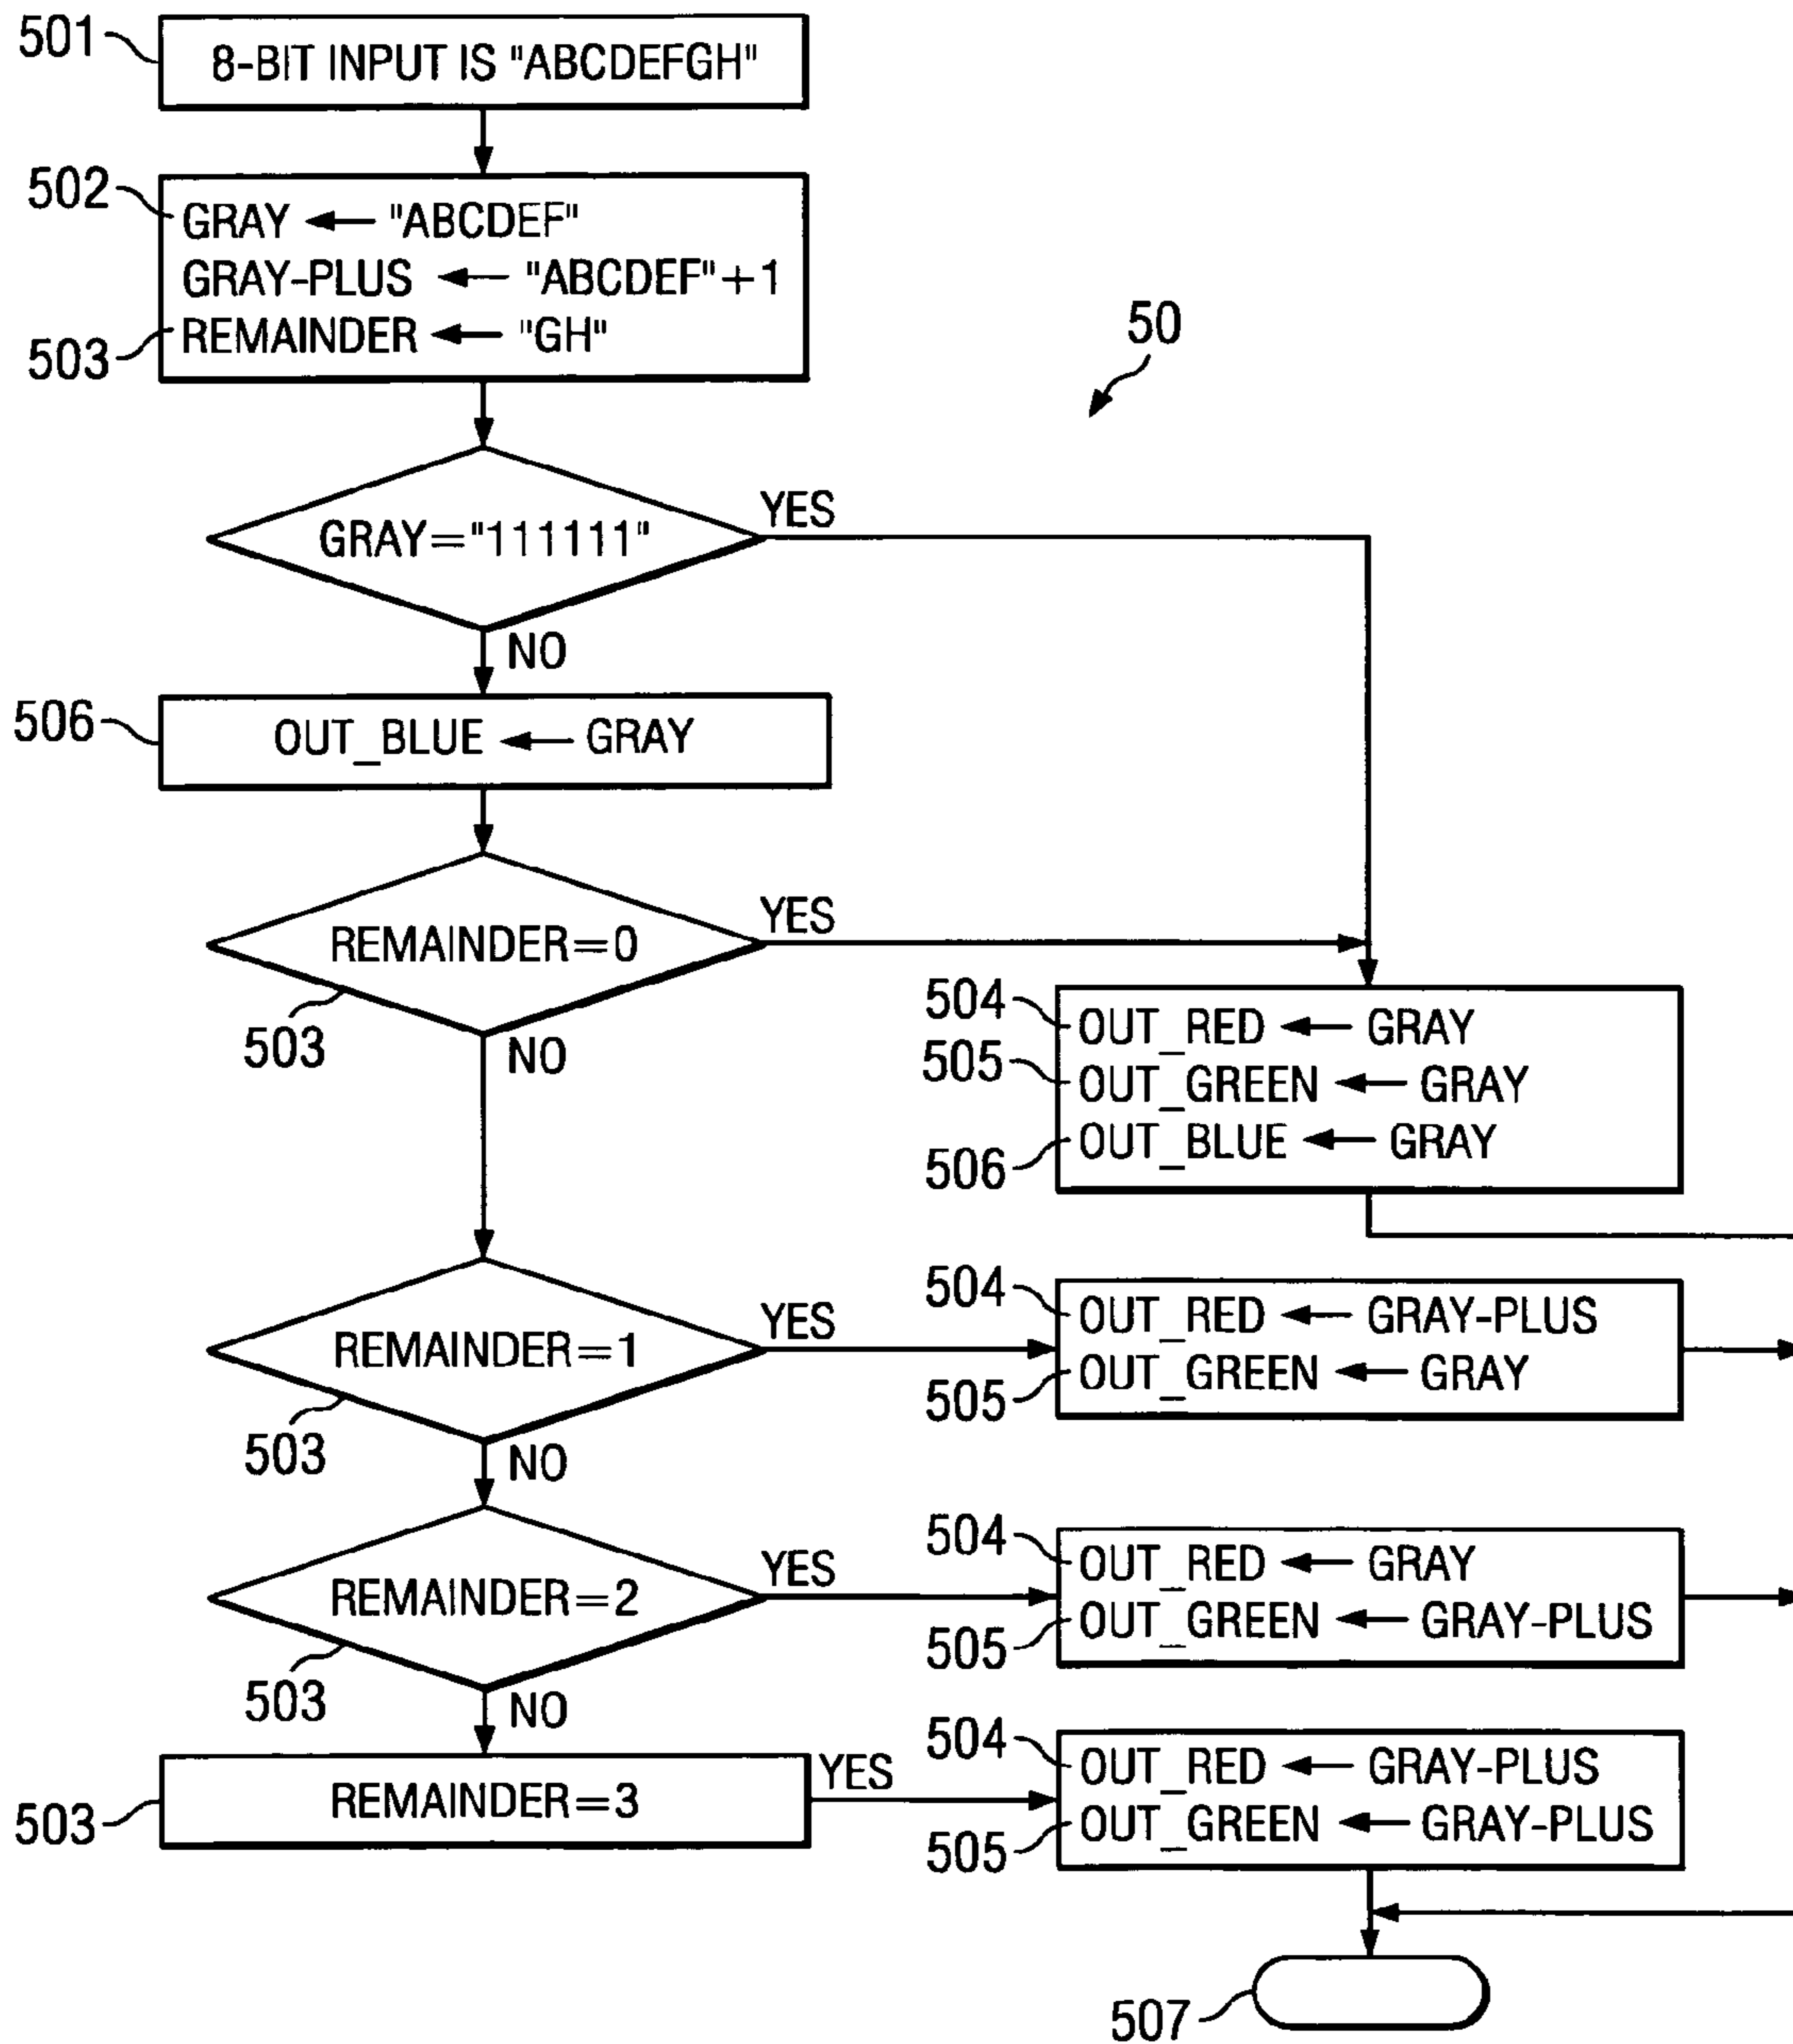 501
8-BIT INPUT IS "ABCDEFGH"
502
GRAY ← "ABCDEF"
GRAY-PLUS ← "ABCDEF"+1
503
REMAINDER ← "GH"
50
GRAY="111111"
YES
NO
506
OUT_BLUE ← GRAY
REMAINDER=0
YES
503
NO
504
OUT_RED ← GRAY
505
OUT_GREEN ← GRAY
506
OUT_BLUE ← GRAY
REMAINDER=1
YES
503
NO
504
OUT_RED ← GRAY-PLUS
505
OUT_GREEN ← GRAY
REMAINDER=2
YES
503
NO
504
OUT_RED ← GRAY
505
OUT_GREEN ← GRAY-PLUS
503
REMAINDER=3
YES
504
OUT_RED ← GRAY-PLUS
505
OUT_GREEN ← GRAY-PLUS
507